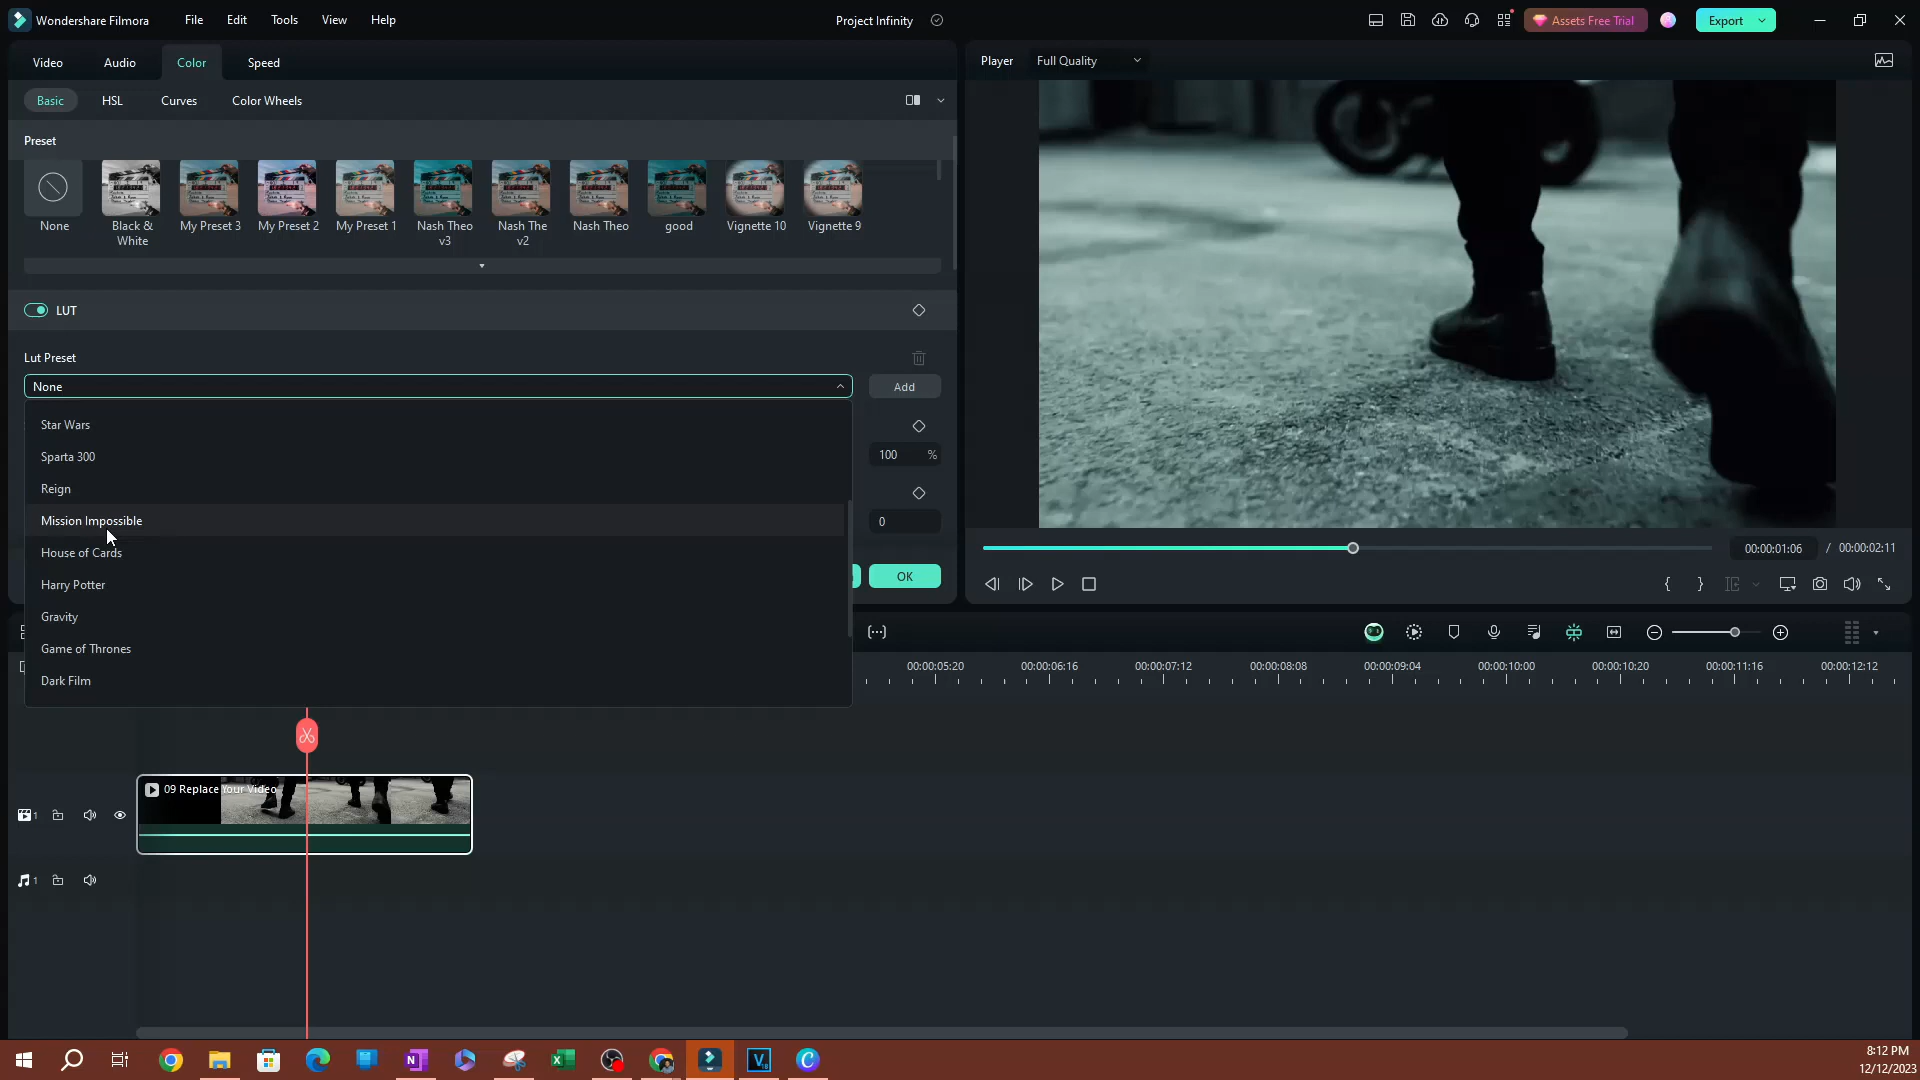 Wondershare Filmora File Edit Tools View Help Project Infinity Assets Free Trial Export
Video Audio Color Speed
Player Full Quality
Basic HSL Curves Color Wheels
Preset
None Black & White My Preset 3 My Preset 2 My Preset 1 Nash Theo v3 Nash The v2 Nash Theo good Vignette 10 Vignette 9
LUT
Lut Preset
None Add
Star Wars
Sparta 300
100 %
Reign
Mission Impossible
0
House of Cards
00:00:01:06 / 00:00:02:11
Harry Potter
OK
Gravity
Game of Thrones
00:00:05:20 00:00:06:16 00:00:07:12 00:00:08:08 00:00:09:04 00:00:10:00 00:00:10:20 00:00:11:16 00:00:12:12
Dark Film
09 Replace Your Video
1
1
8:12 PM
12/12/2023